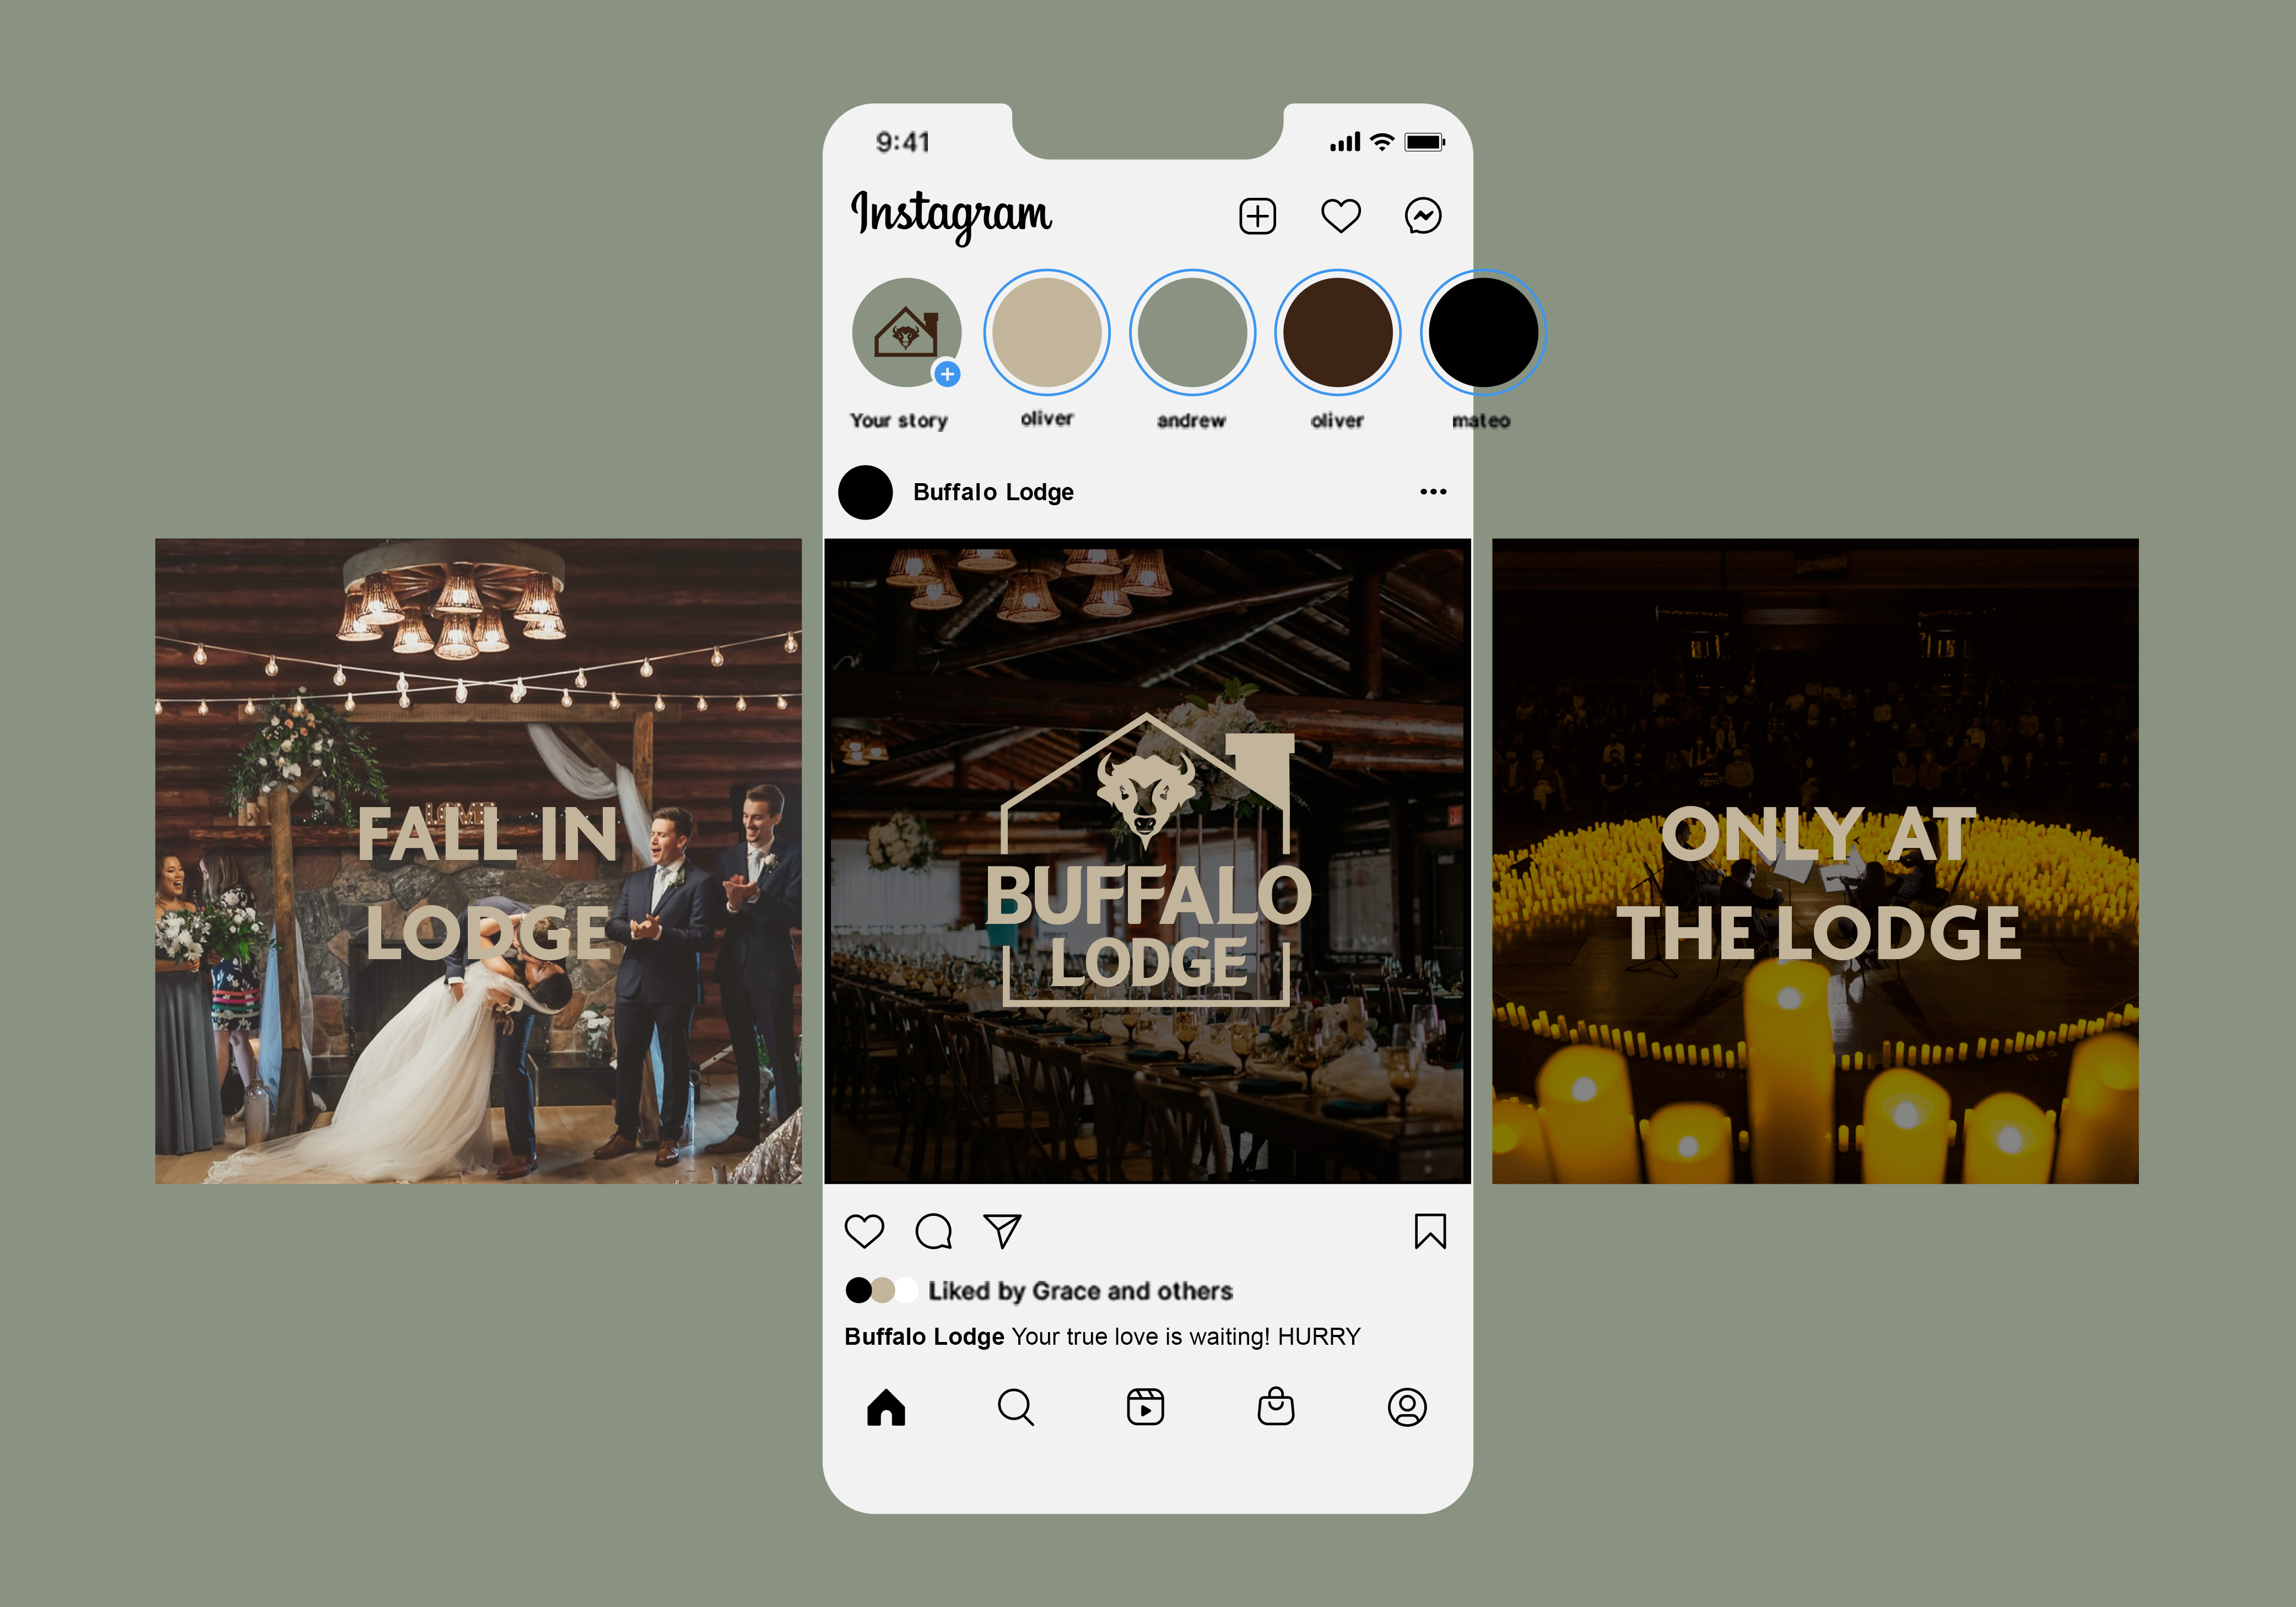 9:41
Instagram
Your story
oliver
andrew
oliver
mateo
Buffalo Lodge
LOVE
FALL IN
LODGE
BUFFALO
LODGE
ONLY AT
THE LODGE
Liked by Grace and others
Buffalo Lodge Your true love is waiting! HURRY